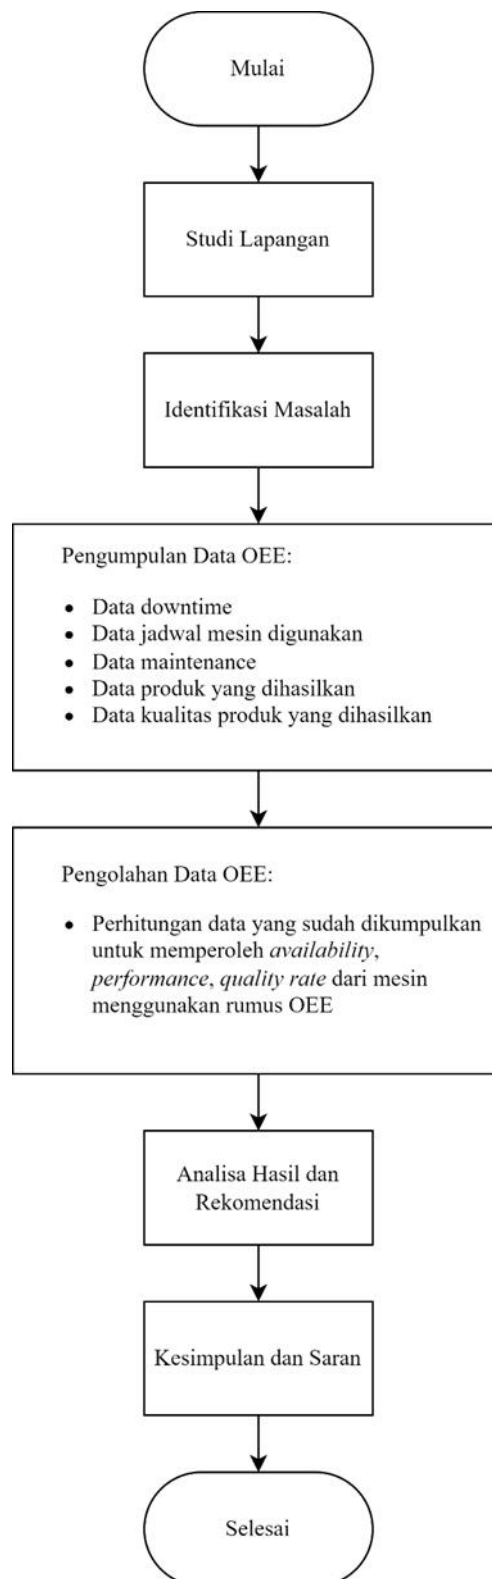 Mulai
Studi Lapangan
Identifikasi Masalah
Pengumpulan Data OEE:
• Data downtime
• Data jadwal mesin digunakan
• Data maintenance
• Data produk yang dihasilkan
• Data kualitas produk yang dihasilkan
Pengolahan Data OEE:
• Perhitungan data yang sudah dikumpulkan
untuk memperoleh availability,
performance, quality rate dari mesin
menggunakan rumus OEE
Analisa Hasil dan
Rekomendasi
Kesimpulan dan Saran
Selesai